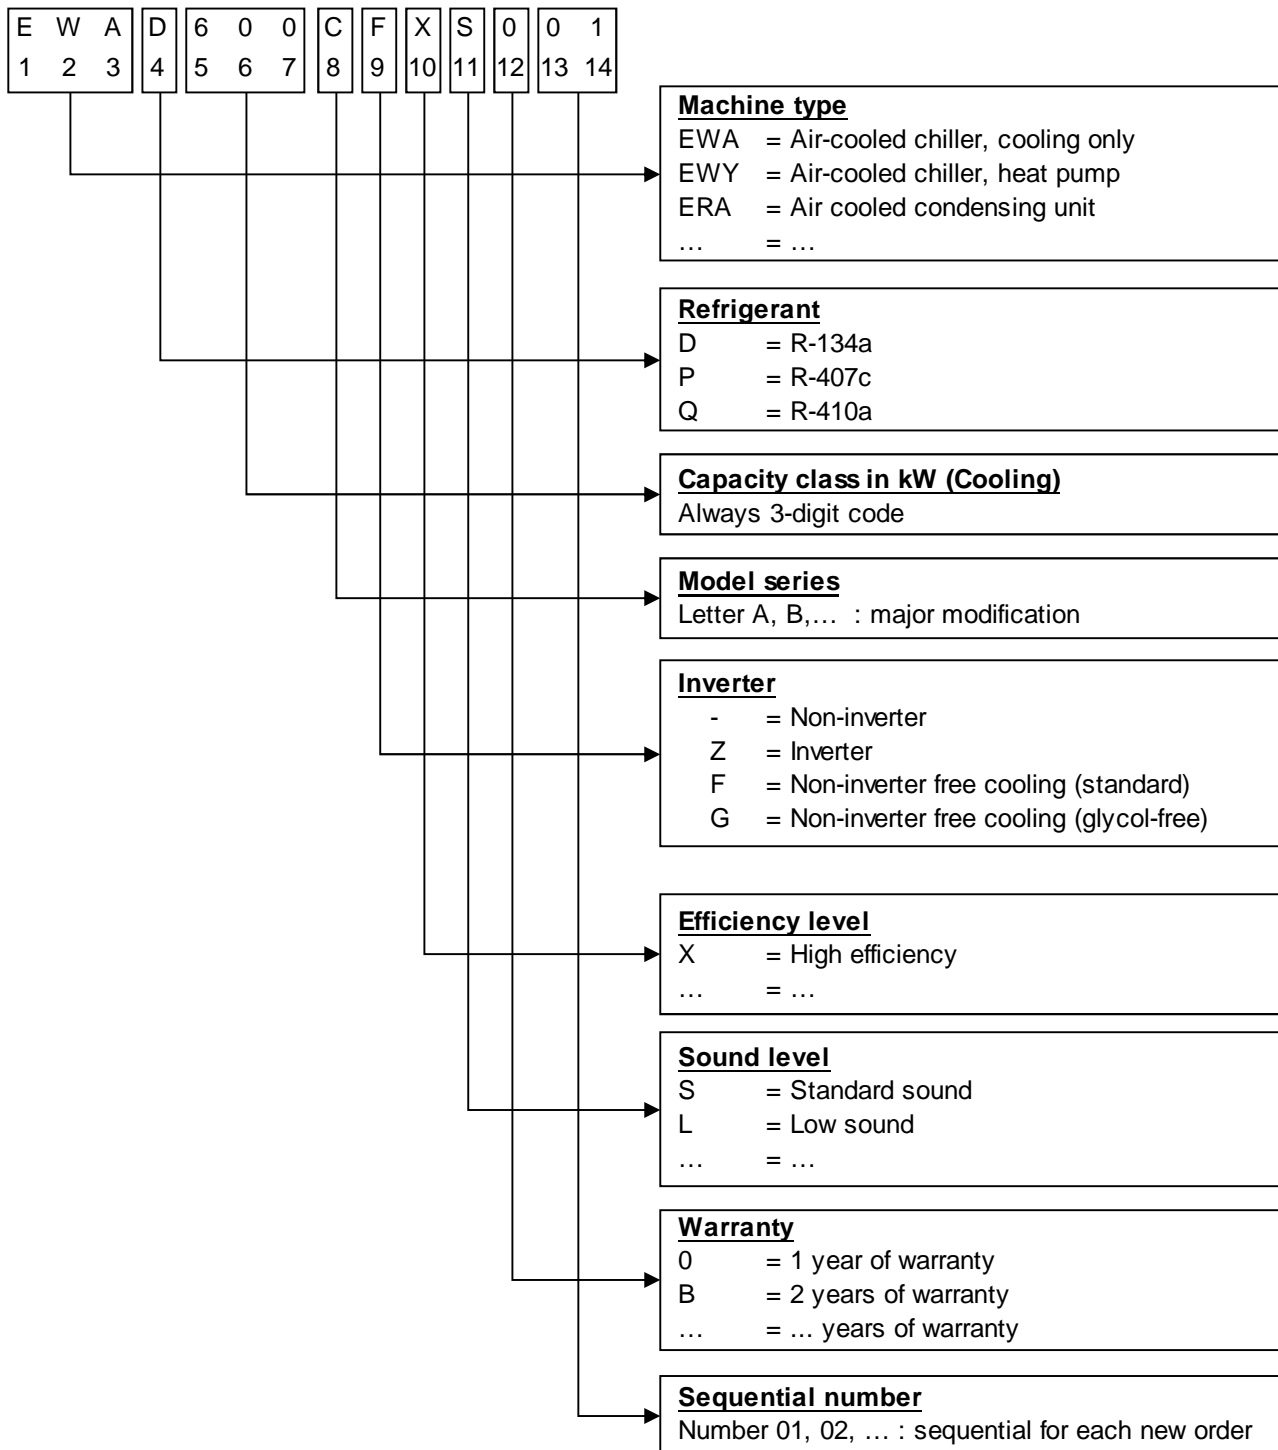 E W A D 6 0 0 C F X S 0 0 1
1 2 3 4 5 6 7 8 9 10 11 12 13 14
Machine type
EWA = Air-cooled chiller, cooling only
EWY = Air-cooled chiller, heat pump
ERA = Air cooled condensing unit
… = …
Refrigerant
D = R-134a
P = R-407c
Q = R-410a
Capacity class in kW (Cooling)
Always 3-digit code
Model series
Letter A, B,… : major modification
Inverter
- = Non-inverter
Z = Inverter
F = Non-inverter free cooling (standard)
G = Non-inverter free cooling (glycol-free)
Efficiency level
X = High efficiency
… = …
Sound level
S = Standard sound
L = Low sound
… = …
Warranty
0 = 1 year of warranty
B = 2 years of warranty
… = ... years of warranty
Sequential number
Number 01, 02, … : sequential for each new order